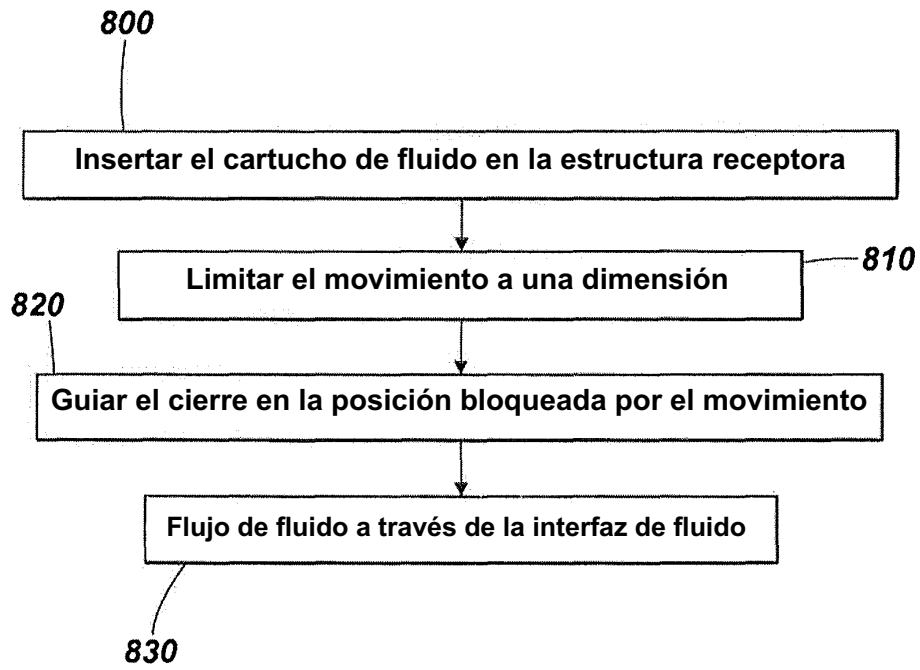 800
Insertar el cartucho de fluido en la estructura receptora
Limitar el movimiento a una dimensión
810
820
Guiar el cierre en la posición bloqueada por el movimiento
Flujo de fluido a través de la interfaz de fluido
830